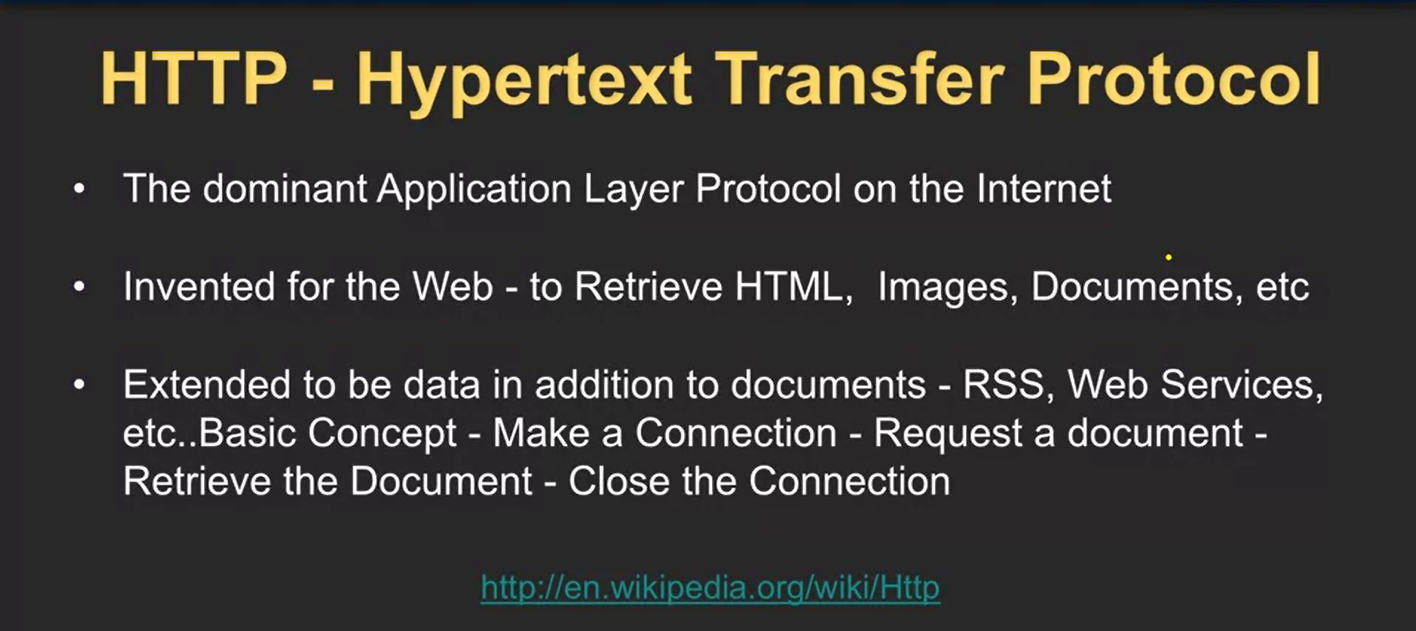 HTTP - Hypertext Transfer Protocol
• The dominant Application Layer Protocol on the Internet
• Invented for the Web - to Retrieve HTML,  Images, Documents, etc
• Extended to be data in addition to documents - RSS, Web Services,
etc..Basic Concept - Make a Connection - Request a document -
Retrieve the Document - Close the Connection
http://en.wikipedia.org/wiki/Http